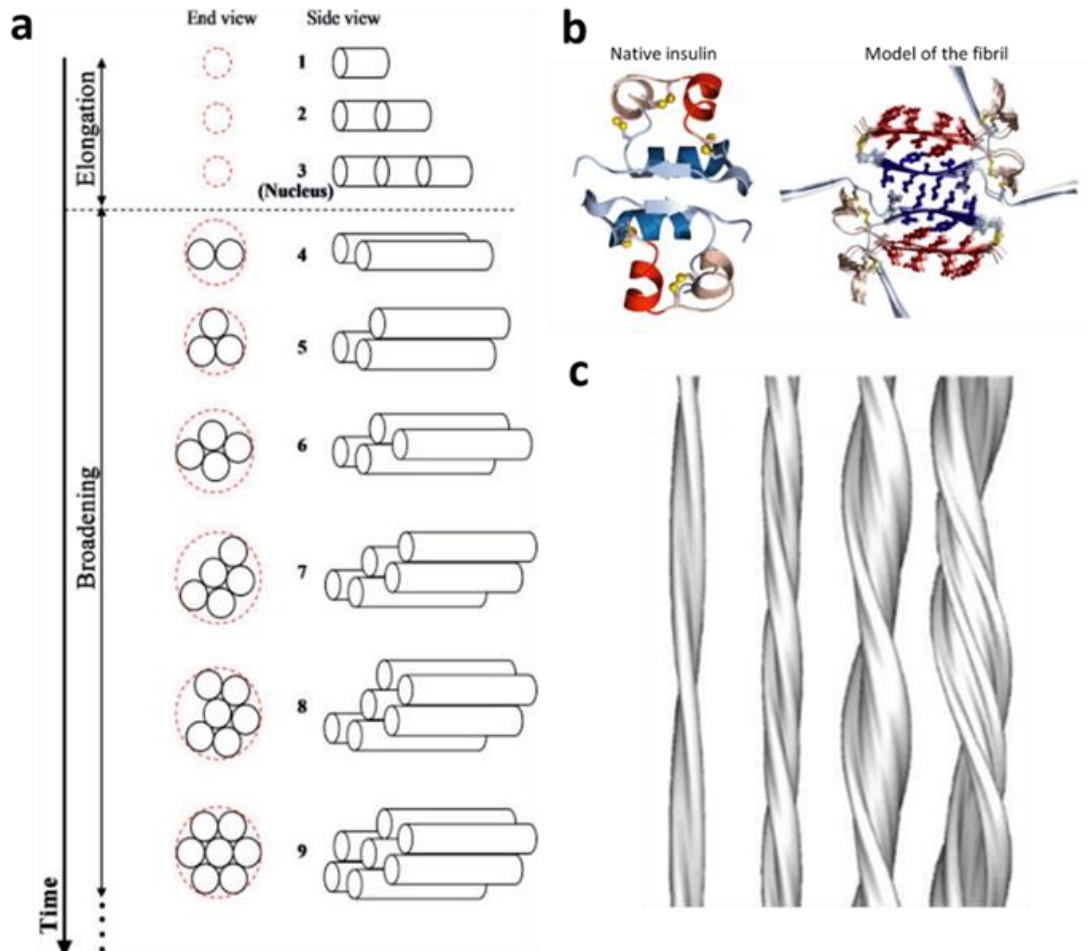 a
End view
Side view
1
2
3
(Nucleus)
4
5
6
7
8
9
Elongation
Broadening
Time
b
Native insulin
Model of the fibril
c